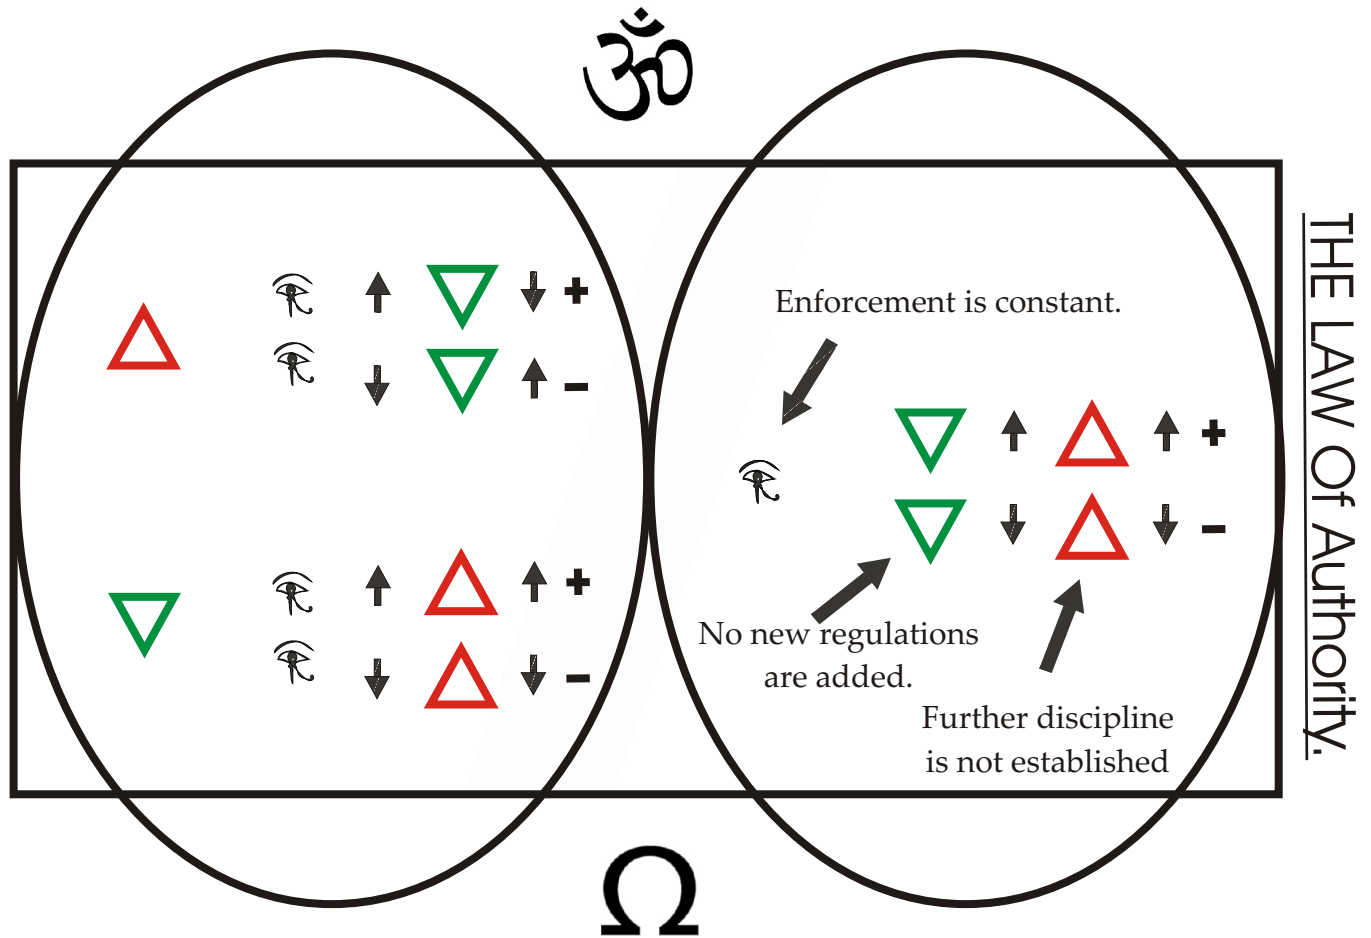 ॐ
Enforcement is constant.
+
−
+
−
+
−
No new regulations
are added.
Further discipline
is not established
Ω
THE LAW Of Authority.